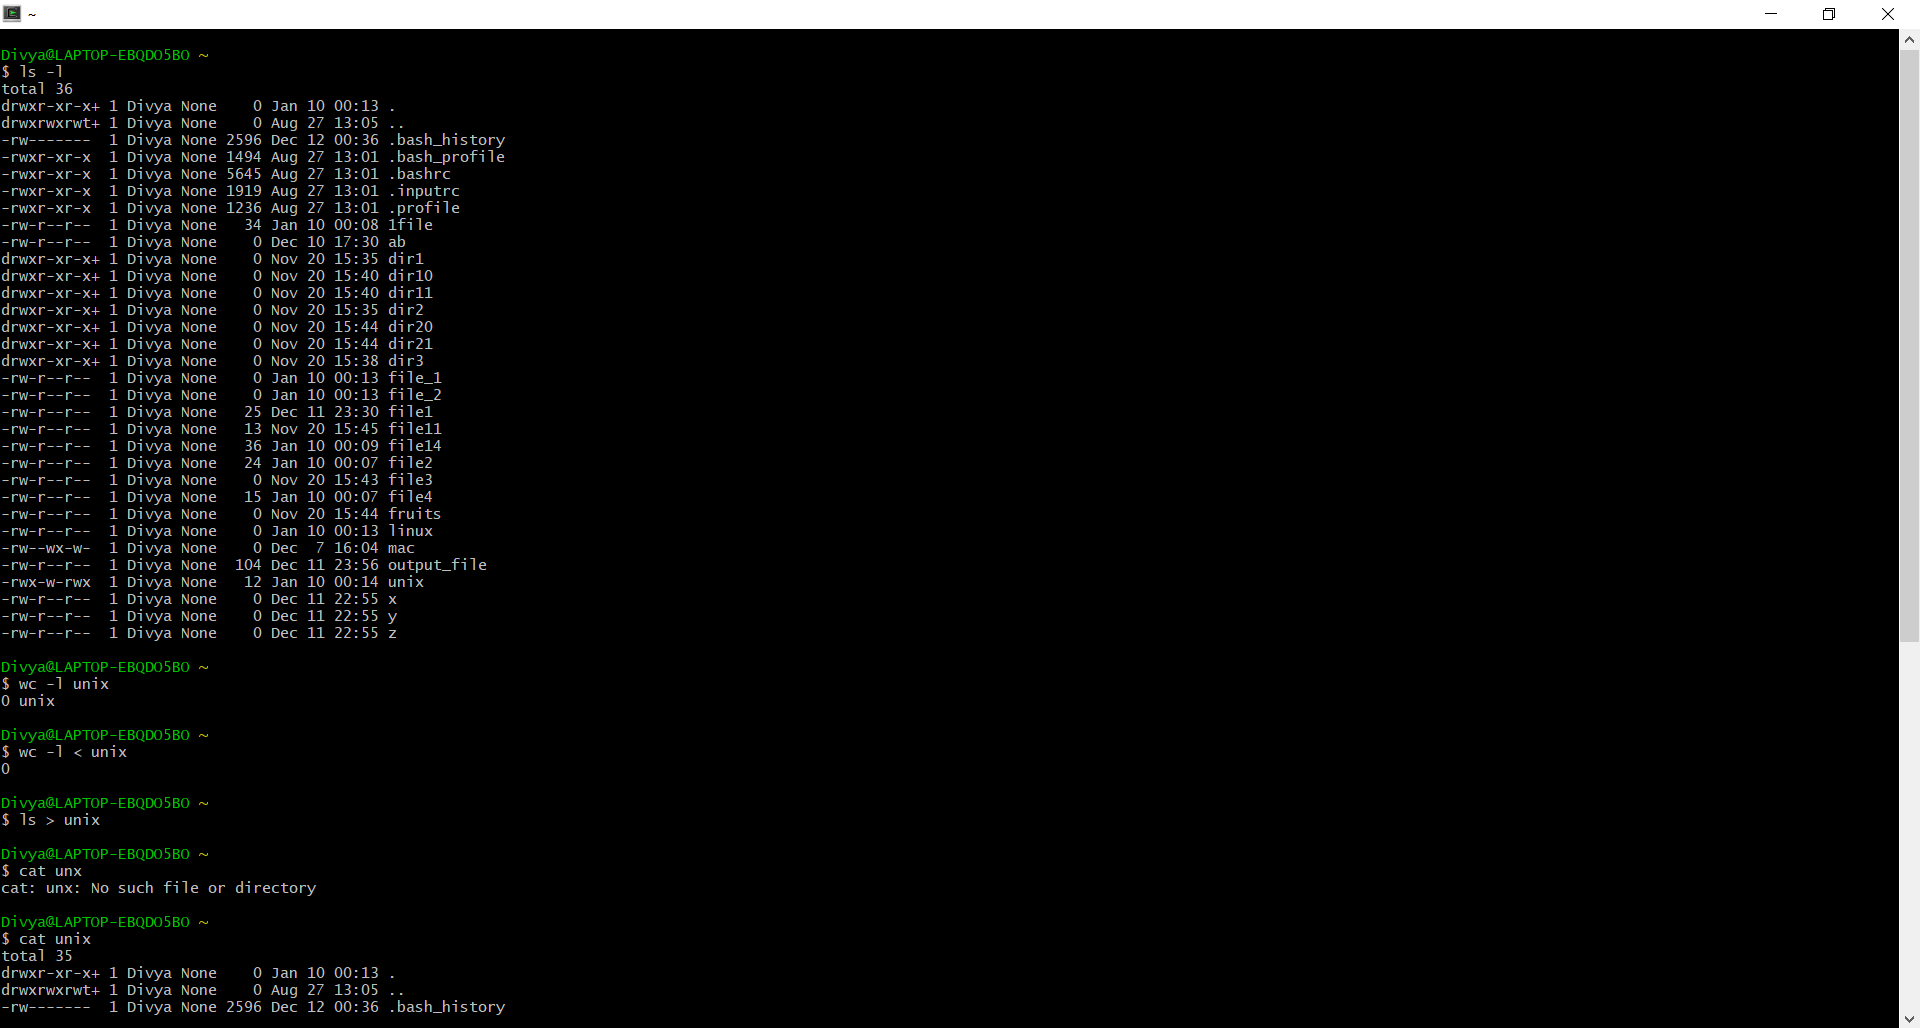 ~
Divya@LAPTOP-EBQDO5BO ~
$ ls -l
total 36
drwxr-xr-x+ 1 Divya None    0 Jan 10 00:13 .
drwxrwxrwt+ 1 Divya None    0 Aug 27 13:05 ..
-rw-------  1 Divya None 2596 Dec 12 00:36 .bash_history
-rwxr-xr-x  1 Divya None 1494 Aug 27 13:01 .bash_profile
-rwxr-xr-x  1 Divya None 5645 Aug 27 13:01 .bashrc
-rwxr-xr-x  1 Divya None 1919 Aug 27 13:01 .inputrc
-rwxr-xr-x  1 Divya None 1236 Aug 27 13:01 .profile
-rw-r--r--  1 Divya None   34 Jan 10 00:08 1file
-rw-r--r--  1 Divya None    0 Dec 10 17:30 ab
drwxr-xr-x+ 1 Divya None    0 Nov 20 15:35 dir1
drwxr-xr-x+ 1 Divya None    0 Nov 20 15:40 dir10
drwxr-xr-x+ 1 Divya None    0 Nov 20 15:40 dir11
drwxr-xr-x+ 1 Divya None    0 Nov 20 15:35 dir2
drwxr-xr-x+ 1 Divya None    0 Nov 20 15:44 dir20
drwxr-xr-x+ 1 Divya None    0 Nov 20 15:44 dir21
drwxr-xr-x+ 1 Divya None    0 Nov 20 15:38 dir3
-rw-r--r--  1 Divya None    0 Jan 10 00:13 file_1
-rw-r--r--  1 Divya None    0 Jan 10 00:13 file_2
-rw-r--r--  1 Divya None   25 Dec 11 23:30 file1
-rw-r--r--  1 Divya None   13 Nov 20 15:45 file11
-rw-r--r--  1 Divya None   36 Jan 10 00:09 file14
-rw-r--r--  1 Divya None   24 Jan 10 00:07 file2
-rw-r--r--  1 Divya None    0 Nov 20 15:43 file3
-rw-r--r--  1 Divya None   15 Jan 10 00:07 file4
-rw-r--r--  1 Divya None    0 Nov 20 15:44 fruits
-rw-r--r--  1 Divya None    0 Jan 10 00:13 linux
-rw--wx-w-  1 Divya None    0 Dec  7 16:04 mac
-rw-r--r--  1 Divya None  104 Dec 11 23:56 output_file
-rwx-w-rwx  1 Divya None   12 Jan 10 00:14 unix
-rw-r--r--  1 Divya None    0 Dec 11 22:55 x
-rw-r--r--  1 Divya None    0 Dec 11 22:55 y
-rw-r--r--  1 Divya None    0 Dec 11 22:55 z
Divya@LAPTOP-EBQDO5BO ~
$ wc -l unix
0 unix
Divya@LAPTOP-EBQDO5BO ~
$ wc -l < unix
0
Divya@LAPTOP-EBQDO5BO ~
$ ls > unix
Divya@LAPTOP-EBQDO5BO ~
$ cat unx
cat: unx: No such file or directory
Divya@LAPTOP-EBQDO5BO ~
$ cat unix
total 35
drwxr-xr-x+ 1 Divya None    0 Jan 10 00:13 .
drwxrwxrwt+ 1 Divya None    0 Aug 27 13:05 ..
-rw-------  1 Divya None 2596 Dec 12 00:36 .bash_history